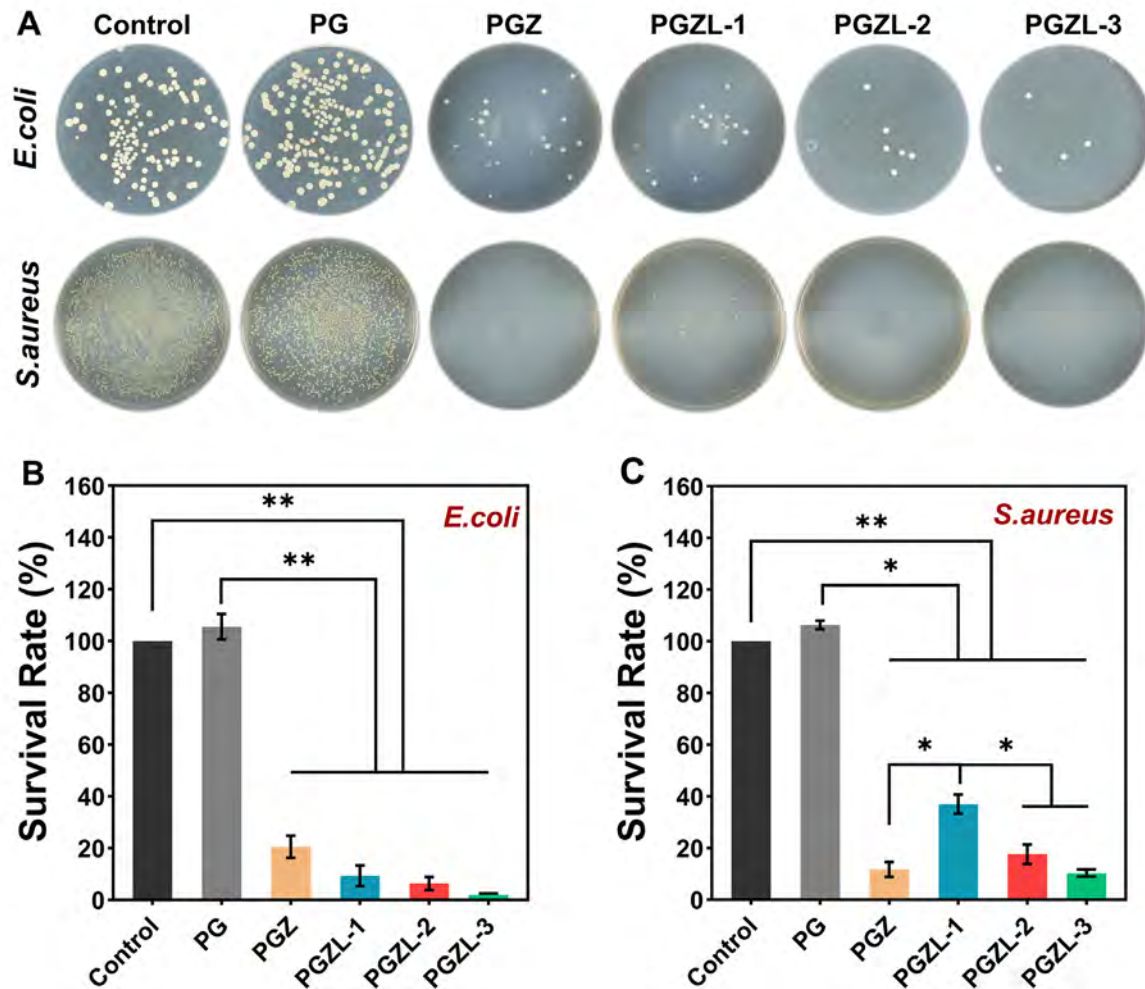 A
Control PG PGZ PGZL-1 PGZL-2 PGZL-3
E.coli
S.aureus
B
160
140
120
100
80
60
40
20
0
Survival Rate (%)
E.coli
**
**
Control PG PGZ PGZL-1 PGZL-2 PGZL-3
C
160
140
120
100
80
60
40
20
0
Survival Rate (%)
S.aureus
**
*
*
*
Control PG PGZ PGZL-1 PGZL-2 PGZL-3